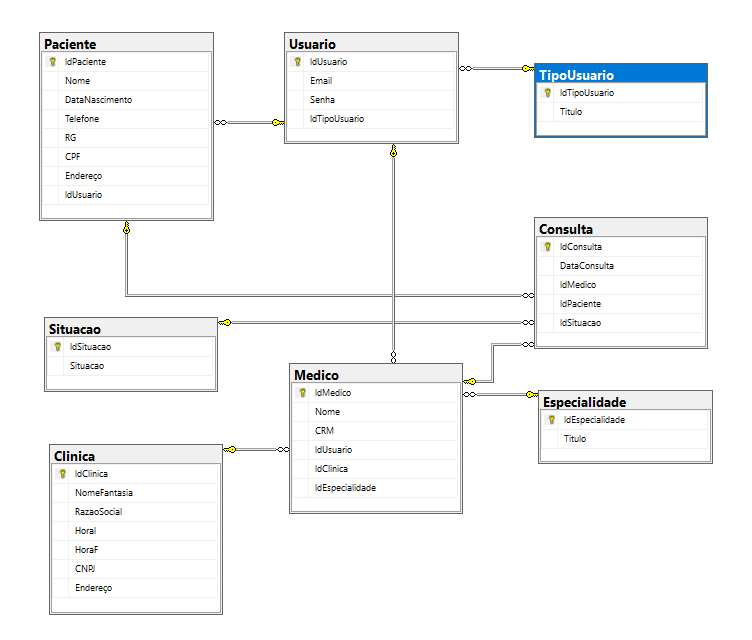 Paciente
IdPaciente
Nome
DataNascimento
Telefone
RG
CPF
Endereço
IdUsuario
Usuario
IdUsuario
Email
Senha
IdTipoUsuario
TipoUsuario
IdTipoUsuario
Titulo
Consulta
IdConsulta
DataConsulta
IdMedico
IdPaciente
IdSituacao
Situacao
IdSituacao
Situacao
Medico
IdMedico
Nome
CRM
IdUsuario
IdClinica
IdEspecialidade
Especialidade
IdEspecialidade
Titulo
Clinica
IdClinica
NomeFantasia
RazaoSocial
HoraI
HoraF
CNPJ
Endereço